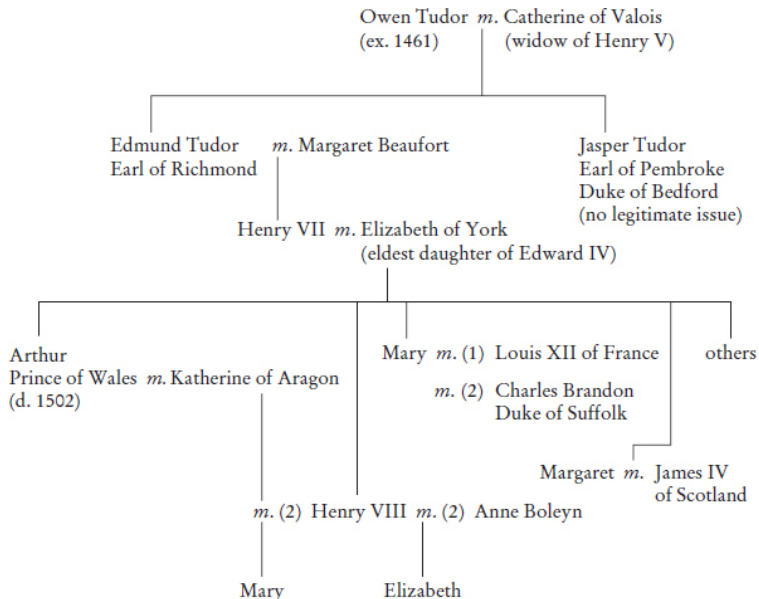 Owen Tudor m. Catherine of Valois
(ex. 1461) (widow of Henry V)
Edmund Tudor m. Margaret Beaufort
Earl of Richmond
Jasper Tudor
Earl of Pembroke
Duke of Bedford
(no legitimate issue)
Henry VII m. Elizabeth of York
(eldest daughter of Edward IV)
Arthur
Prince of Wales m. Katherine of Aragon
(d. 1502)
Mary m. (1) Louis XII of France
m. (2) Charles Brandon
Duke of Suffolk
others
Margaret m. James IV
of Scotland
m. (2) Henry VIII m. (2) Anne Boleyn
Mary
Elizabeth